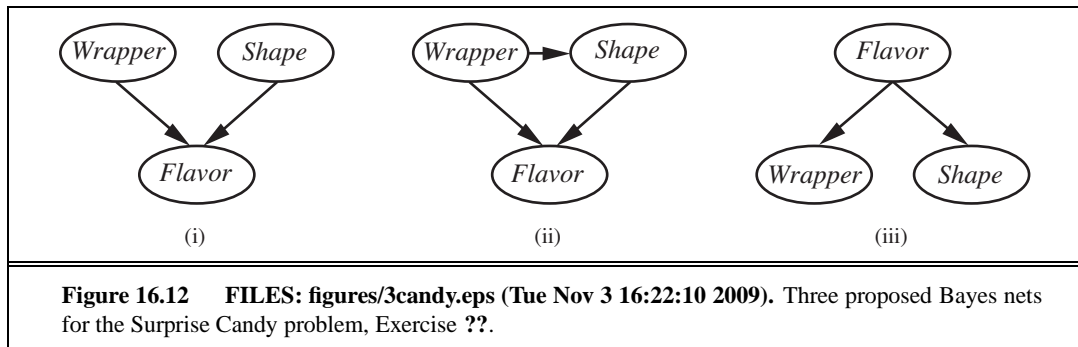 Wrapper Shape Wrapper Shape Flavor
Flavor Flavor Wrapper Shape
(i) (ii) (iii)
Figure 16.12 FILES: figures/3candy.eps (Tue Nov 3 16:22:10 2009). Three proposed Bayes nets
for the Surprise Candy problem, Exercise ??.